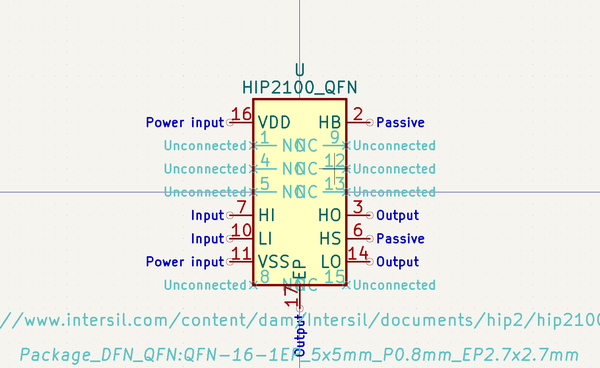 U
HIP2100_QFN
Power input 16 VDD HB 2 Passive
Unconnected 1 NC NC 9 Unconnected
Unconnected 4 NC NC 12 Unconnected
Unconnected 5 NC NC 13 Unconnected
Input 7 HI HO 3 Output
Input 10 LI HS 6 Passive
Power input 11 VSS LO 14 Output
Unconnected 8 NC NC 15 Unconnected
EP
17
Output
//www.intersil.com/content/dam/Intersil/documents/hip2/hip2100
Package_DFN_QFN:QFN-16-1EP_5x5mm_P0.8mm_EP2.7x2.7mm